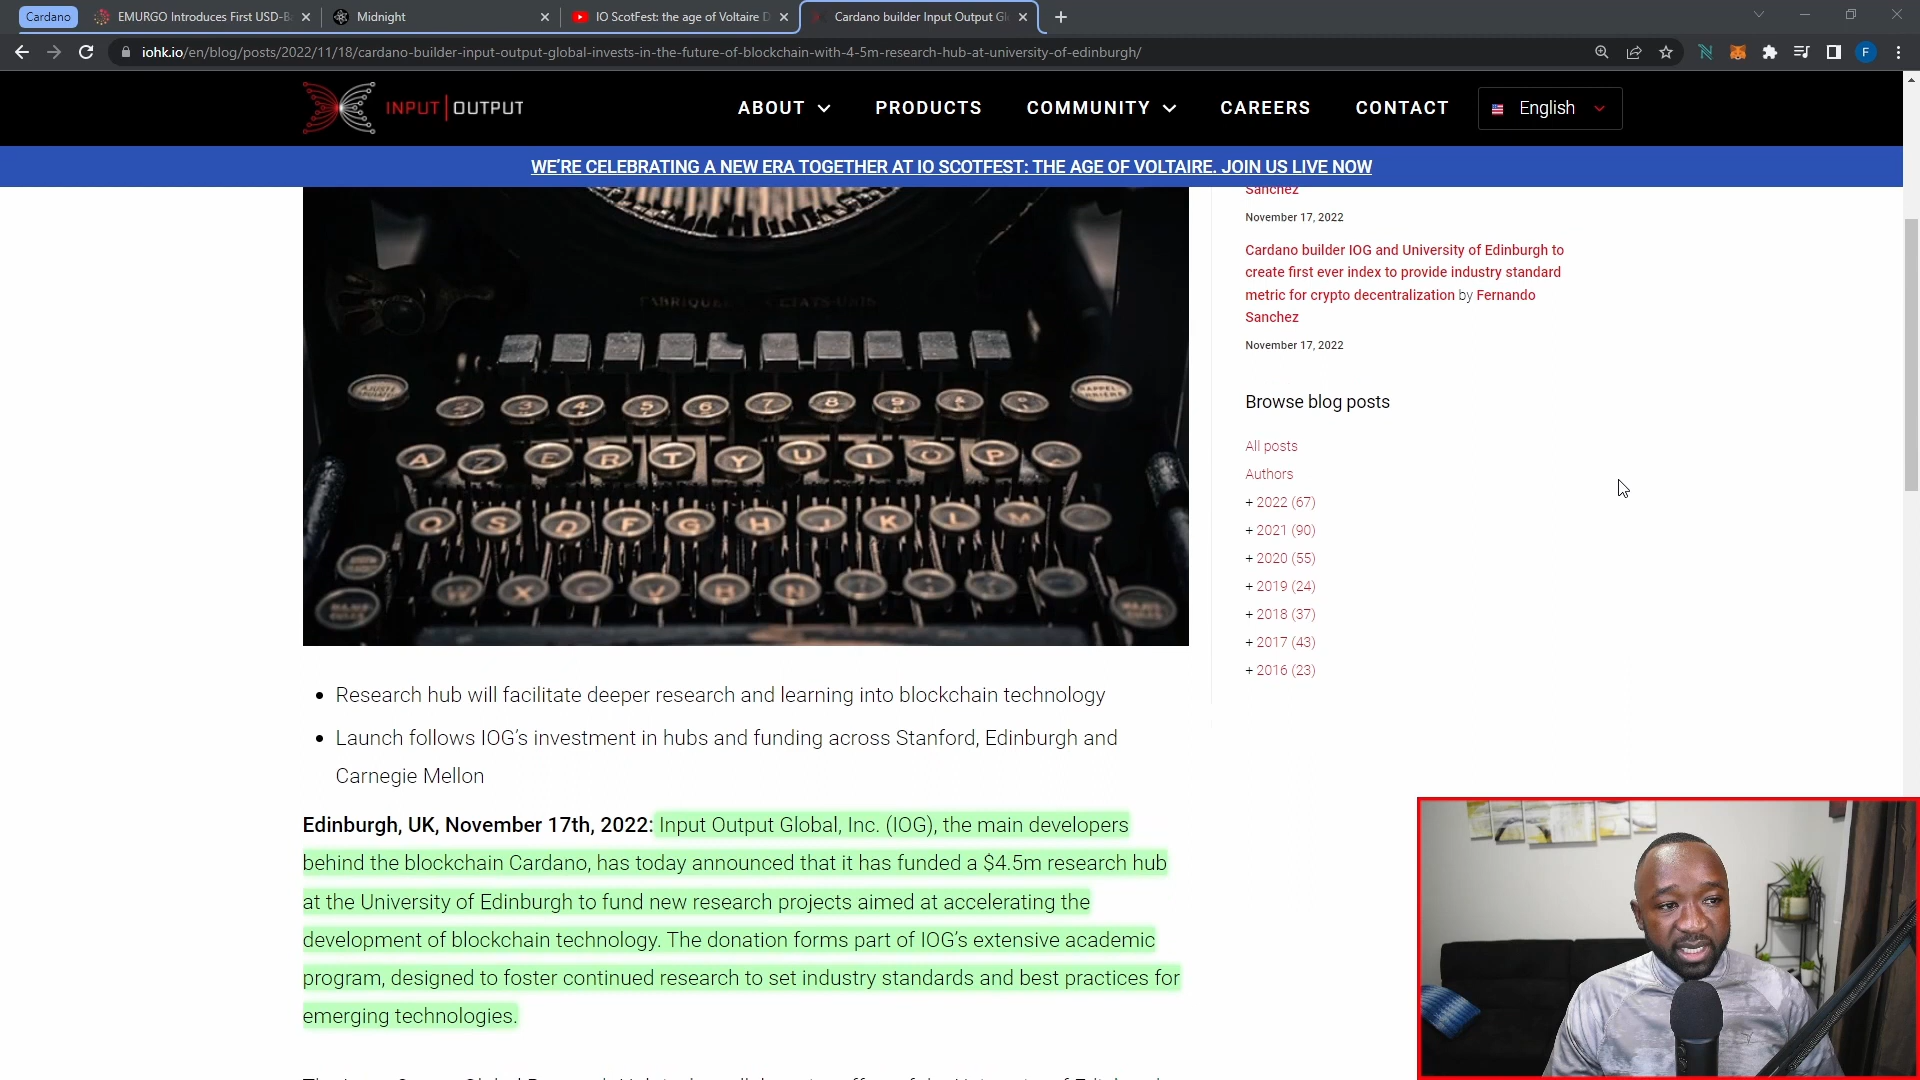 Cardano
EMURGO Introduces First USD-B
Midnight
IO ScotFest: the age of Voltaire D
Cardano builder Input Output Gl
iohk.io/en/blog/posts/2022/11/18/cardano-builder-input-output-global-invests-in-the-future-of-blockchain-with-4-5m-research-hub-at-university-of-edinburgh/
F
INPUT | OUTPUT
ABOUT
PRODUCTS
COMMUNITY
CAREERS
CONTACT
English
WE'RE CELEBRATING A NEW ERA TOGETHER AT IO SCOTFEST: THE AGE OF VOLTAIRE. JOIN US LIVE NOW
Sanchez
November 17, 2022
Cardano builder IOG and University of Edinburgh to
create first ever index to provide industry standard
metric for crypto decentralization by Fernando
Sanchez
November 17, 2022
Browse blog posts
All posts
Authors
+ 2022 (67)
+ 2021 (90)
+ 2020 (55)
+ 2019 (24)
+ 2018 (37)
+ 2017 (43)
+ 2016 (23)
2 3 4 5 6 7 8 9
A Z E R T Y U I O P
Q S D F G H J K L M
W X C V B N
• Research hub will facilitate deeper research and learning into blockchain technology
• Launch follows IOG's investment in hubs and funding across Stanford, Edinburgh and
Carnegie Mellon
Edinburgh, UK, November 17th, 2022: Input Output Global, Inc. (IOG), the main developers
behind the blockchain Cardano, has today announced that it has funded a $4.5m research hub
at the University of Edinburgh to fund new research projects aimed at accelerating the
development of blockchain technology. The donation forms part of IOG's extensive academic
program, designed to foster continued research to set industry standards and best practices for
emerging technologies.